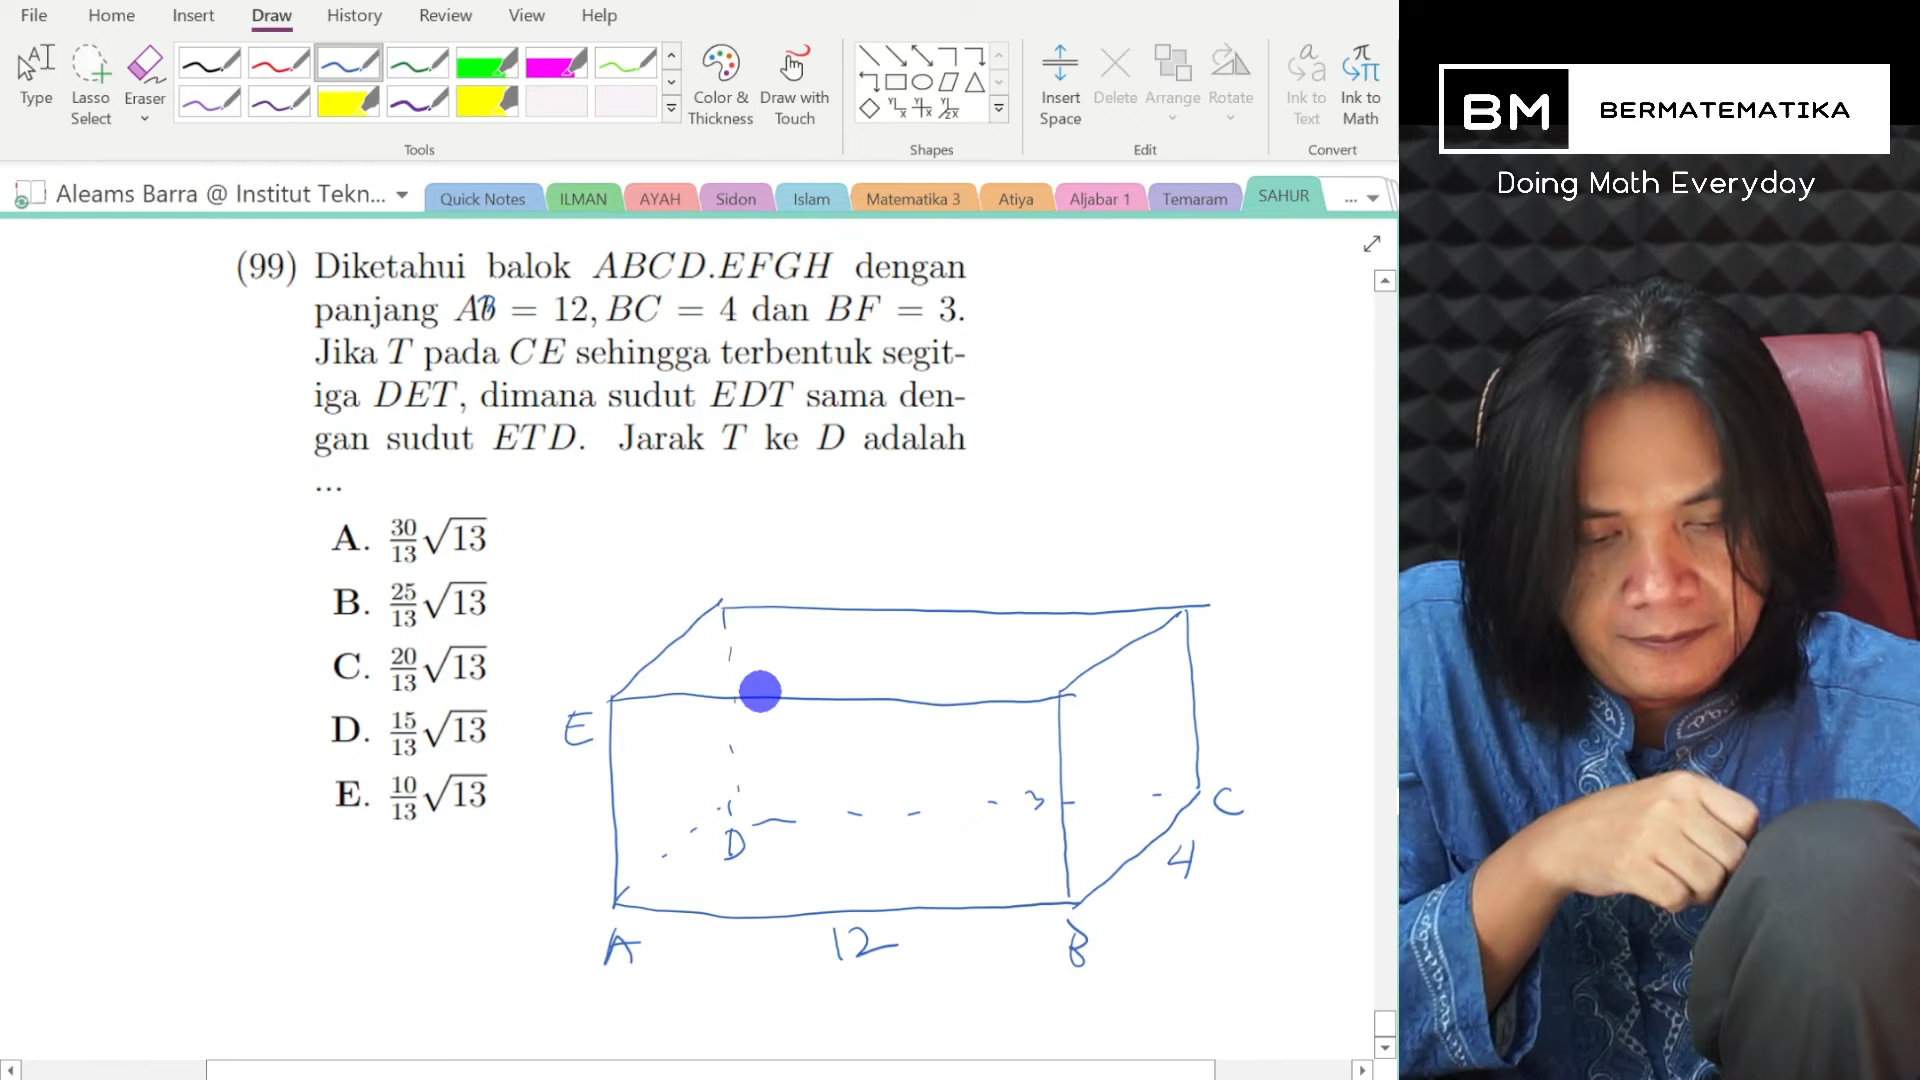 File Home Insert Draw History Review View Help
Type
Lasso Select
Eraser
Color & Thickness
Draw with Touch
Insert Space
Delete
Arrange
Rotate
Ink to Text
Ink to Math
Tools Shapes Edit Convert
Aleams Barra @ Institut Tekn...
Quick Notes ILMAN AYAH Sidon Islam Matematika 3 Atiya Aljabar 1 Temaram SAHUR ...
(99) Diketahui balok ABCD.EFGH dengan
panjang AB = 12, BC = 4 dan BF = 3.
Jika T pada CE sehingga terbentuk segit-
iga DET, dimana sudut EDT sama den-
gan sudut ETD. Jarak T ke D adalah
...
A. 30/13 √13
B. 25/13 √13
C. 20/13 √13
D. 15/13 √13
E. 10/13 √13
E
3
C
D
4
A
12
B
BM BERMATEMATIKA
Doing Math Everyday